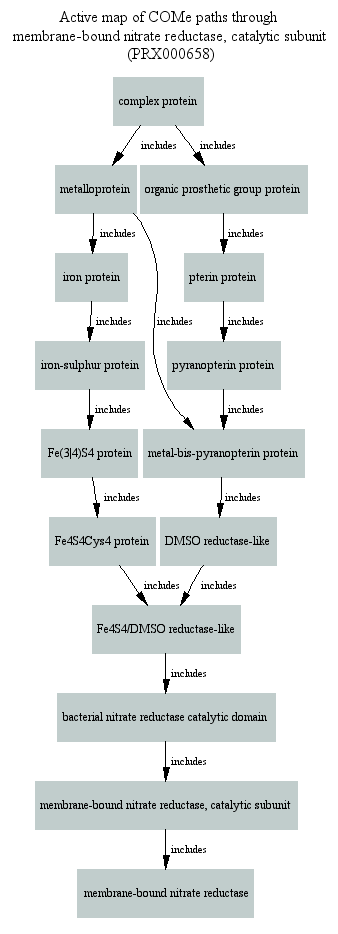 Active map of COMe paths through
membrane-bound nitrate reductase, catalytic subunit
(PRX000658)
complex protein
includes includes
metalloprotein organic prosthetic group protein
includes includes
iron protein pterin protein
includes includes includes
iron-sulphur protein pyranopterin protein
includes includes
Fe(3|4)S4 protein metal-bis-pyranopterin protein
includes includes
Fe4S4Cys4 protein DMSO reductase-like
includes includes
Fe4S4/DMSO reductase-like
includes
bacterial nitrate reductase catalytic domain
includes
membrane-bound nitrate reductase, catalytic subunit
includes
membrane-bound nitrate reductase